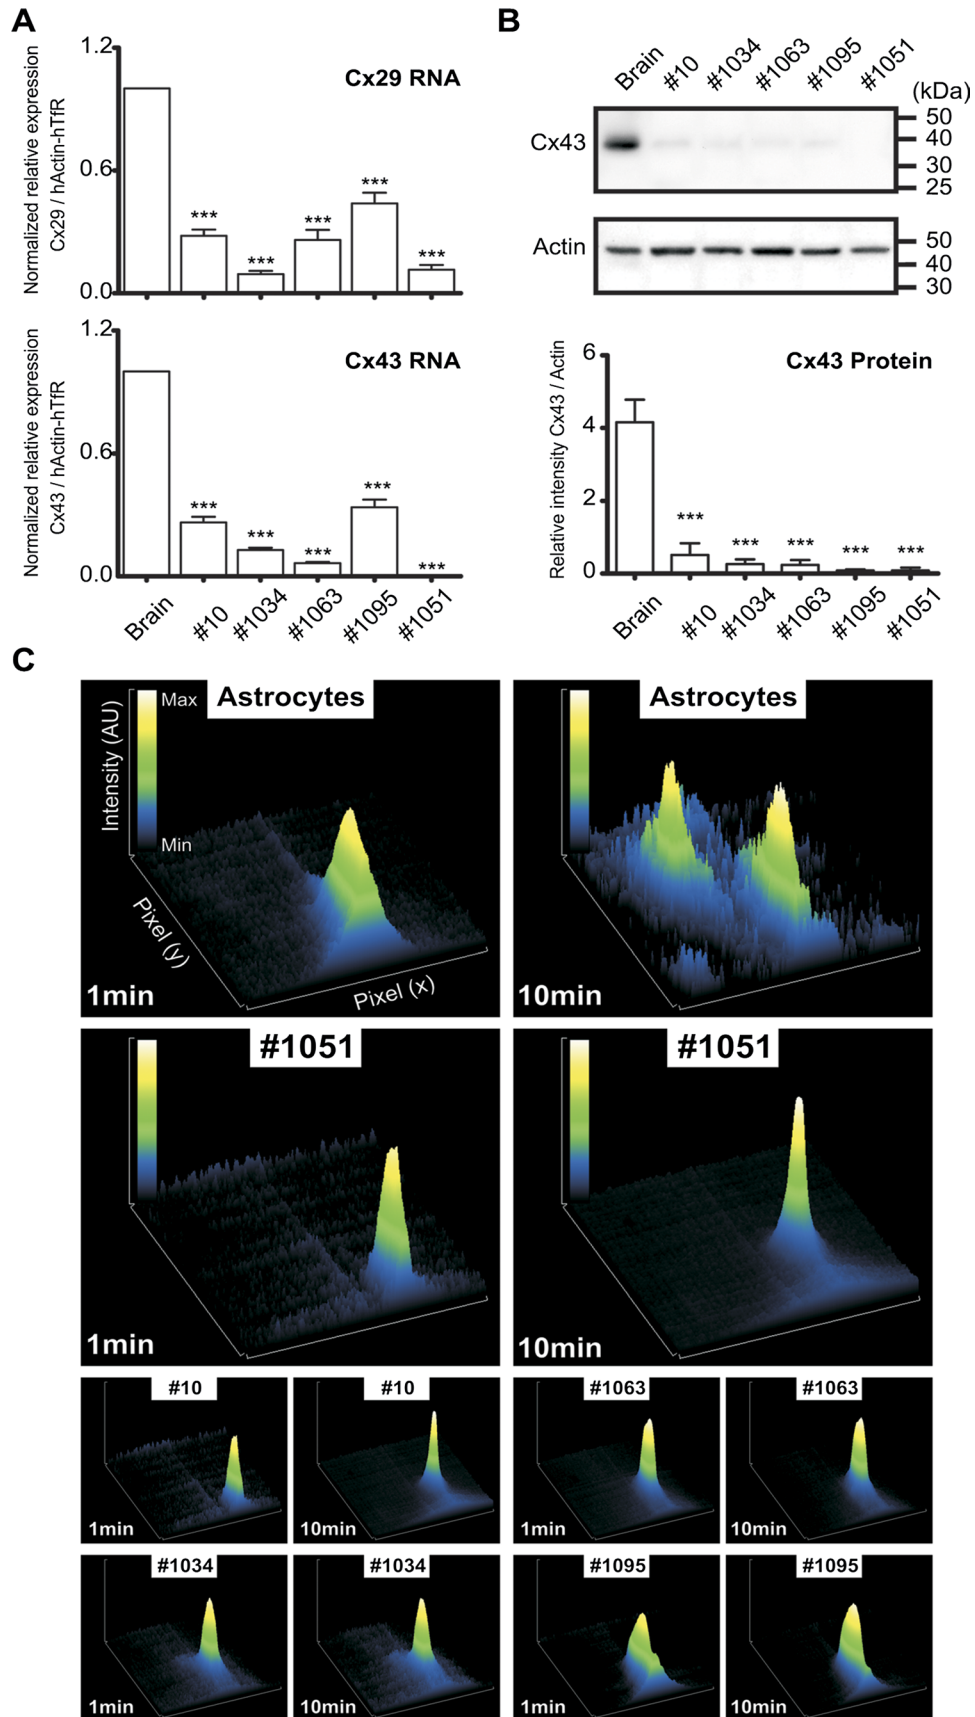 A
Normalized relative expression
Cx29 / hActin-hTfR
1.2
0.6
0.0
Cx29 RNA
***
***
***
***
***
Normalized relative expression
Cx43 / hActin-hTfR
1.2
0.6
0.0
Cx43 RNA
***
***
***
***
***
Brain
#10
#1034
#1063
#1095
#1051
B
Brain
#10
#1034
#1063
#1095
#1051
(kDa)
Cx43
50
40
30
25
Actin
50
40
30
Relative intensity Cx43 / Actin
6
4
2
0
Cx43 Protein
***
***
***
***
***
Brain
#10
#1034
#1063
#1095
#1051
C
Astrocytes
Max
Intensity (AU)
Min
Pixel (y)
Pixel (x)
1min
Astrocytes
10min
#1051
1min
#1051
10min
#10
1min
#10
10min
#1063
1min
#1063
10min
#1034
1min
#1034
10min
#1095
1min
#1095
10min